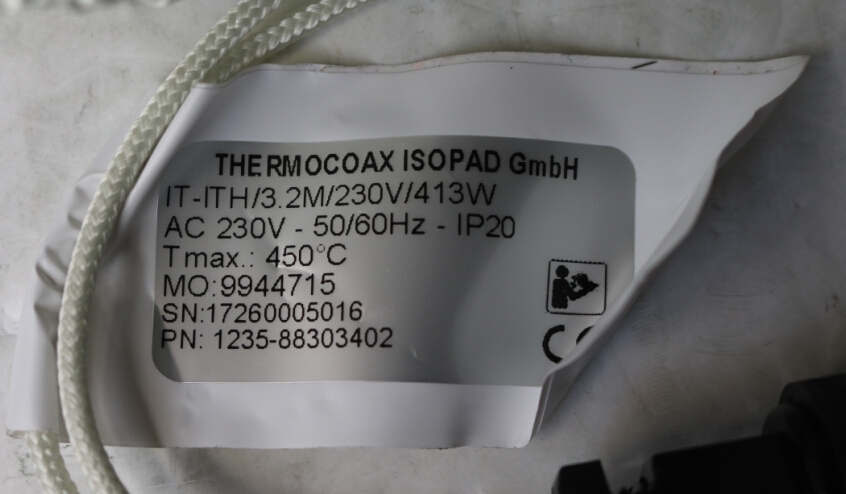 THERMOCOAX ISOPAD GmbH
IT-ITH/3.2M/230V/413W
AC 230V - 50/60Hz - IP20
Tmax.: 450°C
MO:9944715
SN:17260005016
PN: 1235-88303402
CE